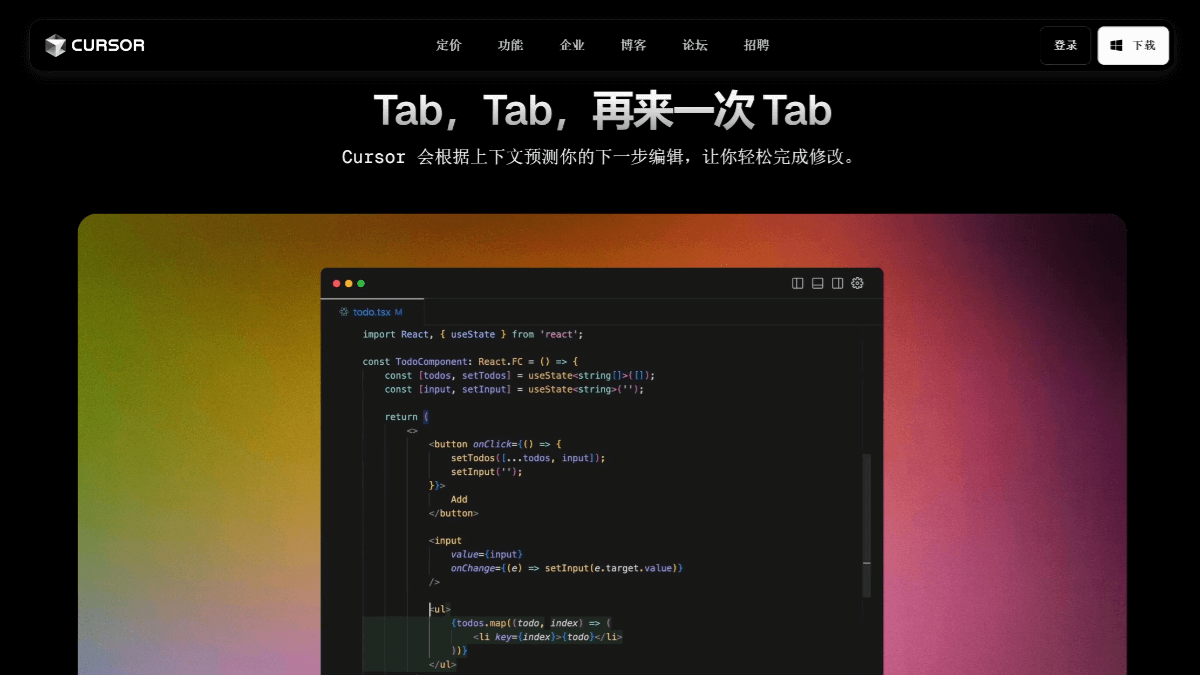 CURSOR
定价 功能 企业 博客 论坛 招聘
登录 下载
Tab，Tab，再来一次 Tab
Cursor 会根据上下文预测你的下一步编辑，让你轻松完成修改。
todo.tsx M
import React, { useState } from 'react';
const TodoComponent: React.FC = () => {
const [todos, setTodos] = useState<string[]>([]);
const [input, setInput] = useState<string>('');
return (
<>
<button onClick={() => {
setTodos([...todos, input]);
setInput('');
}}>
Add
</button>
<input
value={input}
onChange={(e) => setInput(e.target.value)}
/>
<ul>
{todos.map((todo, index) => (
<li key={index}>{todo}</li>
))}
</ul>